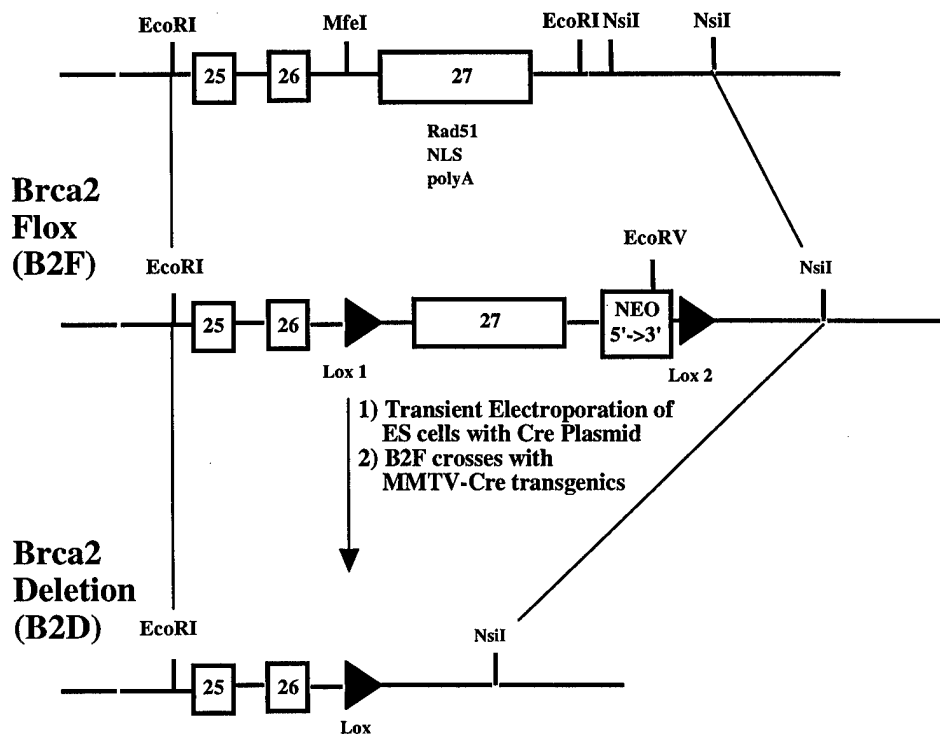 EcoRI MfeI EcoRI NsiI NsiI
25 26 27
Rad51
NLS
polyA
Brca2
Flox
(B2F)
EcoRI EcoRV NsiI
25 26 27 NEO
5'->3'
Lox 1 Lox 2
1) Transient Electroporation of
ES cells with Cre Plasmid
2) B2F crosses with
MMTV-Cre transgenics
Brca2
Deletion
(B2D)
EcoRI NsiI
25 26
Lox